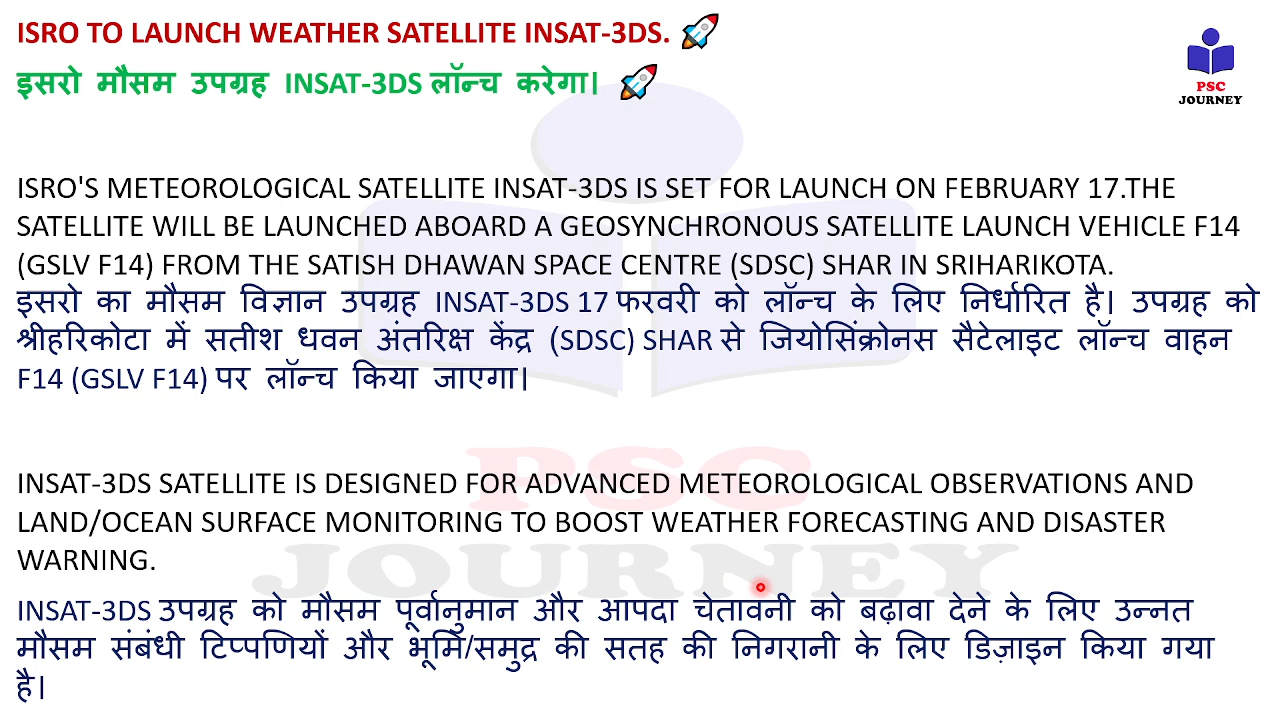 ISRO TO LAUNCH WEATHER SATELLITE INSAT-3DS. 🚀
इसरो मौसम उपग्रह INSAT-3DS लॉन्च करेगा। 🚀
PSC
JOURNEY
ISRO'S METEOROLOGICAL SATELLITE INSAT-3DS IS SET FOR LAUNCH ON FEBRUARY 17.THE
SATELLITE WILL BE LAUNCHED ABOARD A GEOSYNCHRONOUS SATELLITE LAUNCH VEHICLE F14
(GSLV F14) FROM THE SATISH DHAWAN SPACE CENTRE (SDSC) SHAR IN SRIHARIKOTA.
इसरो का मौसम विज्ञान उपग्रह INSAT-3DS 17 फरवरी को लॉन्च के लिए निर्धारित है। उपग्रह को
श्रीहरिकोटा में सतीश धवन अंतरिक्ष केंद्र (SDSC) SHAR से जियोसिंक्रोनस सैटेलाइट लॉन्च वाहन
F14 (GSLV F14) पर लॉन्च किया जाएगा।
PSC
INSAT-3DS SATELLITE IS DESIGNED FOR ADVANCED METEOROLOGICAL OBSERVATIONS AND
LAND/OCEAN SURFACE MONITORING TO BOOST WEATHER FORECASTING AND DISASTER
WARNING.
JOURNEY
INSAT-3DS उपग्रह को मौसम पूर्वानुमान और आपदा चेतावनी को बढ़ावा देने के लिए उन्नत
मौसम संबंधी टिप्पणियों और भूमि/समुद्र की सतह की निगरानी के लिए डिज़ाइन किया गया
है।